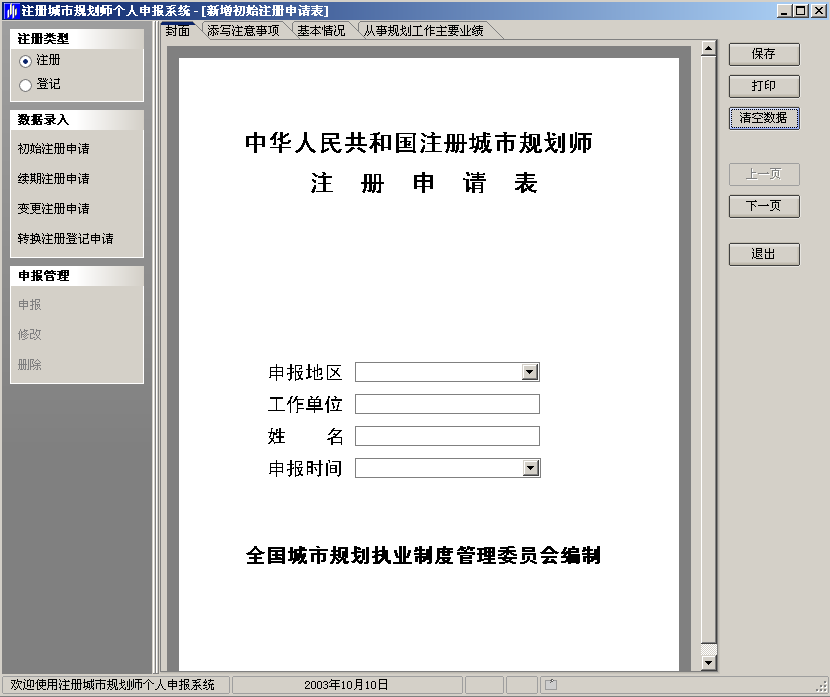 注册城市规划师个人申报系统 - [新增初始注册申请表]
注册类型
注册
登记
数据录入
初始注册申请
续期注册申请
变更注册申请
转换注册登记申请
申报管理
申报
修改
删除
封面 添写注意事项 基本情况 从事规划工作主要业绩
中华人民共和国注册城市规划师
注 册 申 请 表
申报地区
工作单位
姓 名
申报时间
全国城市规划执业制度管理委员会编制
保存
打印
清空数据
上一页
下一页
退出
欢迎使用注册城市规划师个人申报系统 2003年10月10日